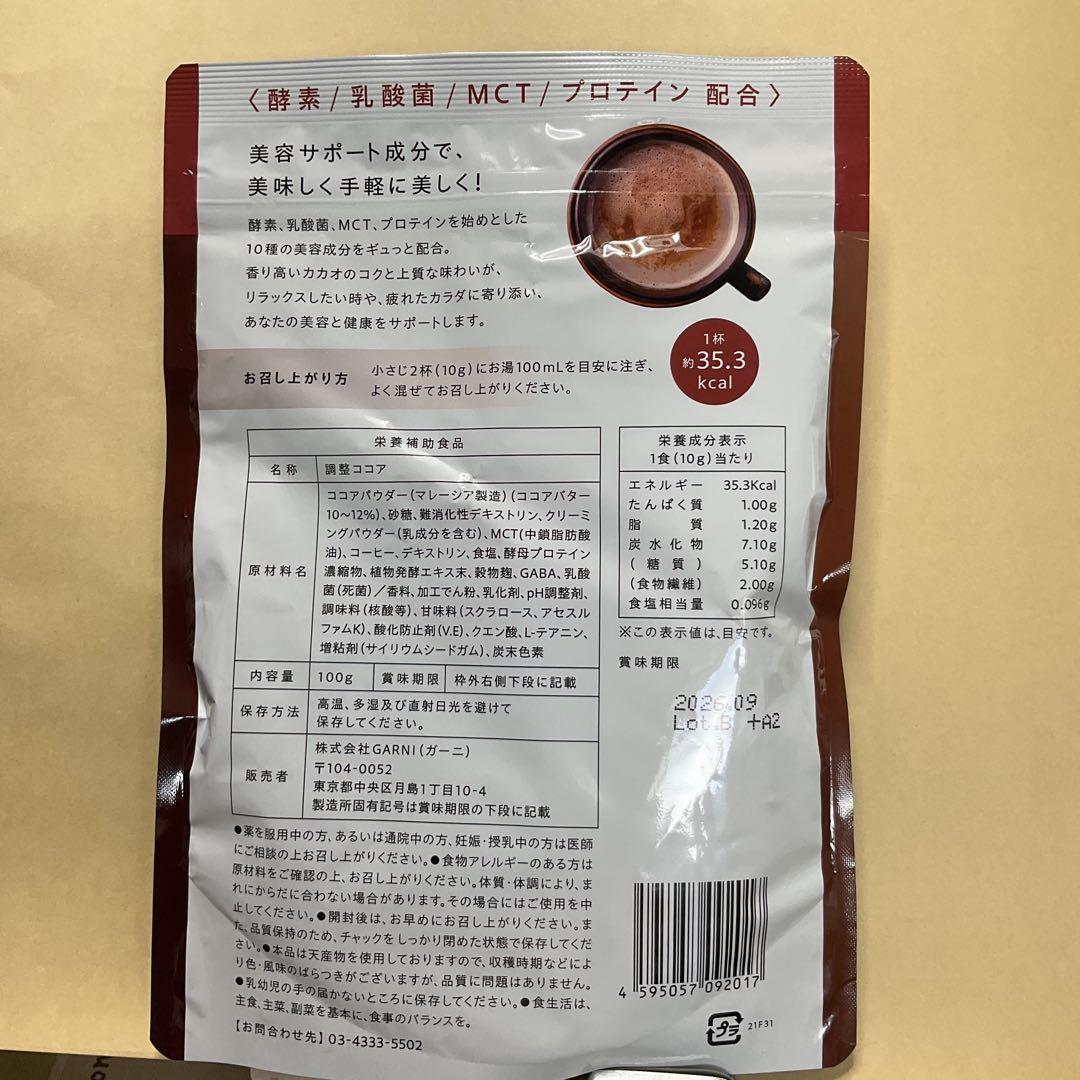 〈酵素/乳酸菌/MCT/プロテイン 配合〉
美容サポート成分で、
美味しく手軽に美しく!
酵素、乳酸菌、MCT、プロテインを始めとした
10種の美容成分をギュっと配合。
香り高いカカオのコクと上質な味わいが、
リラックスしたい時や、疲れたカラダに寄り添い、
あなたの美容と健康をサポートします。
1杯
約35.3
kcal
お召し上がり方
小さじ2杯(10g)にお湯100mLを目安に注ぎ、
よく混ぜてお召し上がりください。
栄養補助食品
名称 調整ココア
原材料名
ココアパウダー(マレーシア製造)(ココアバター
10〜12%)、砂糖、難消化性デキストリン、クリーミ
ングパウダー(乳成分を含む)、MCT(中鎖脂肪酸
油)、コーヒー、デキストリン、食塩、酵母プロテイン
濃縮物、植物発酵エキス末、穀物麹、GABA、乳酸
菌(死菌)/香料、加工でん粉、乳化剤、pH調整剤、
調味料(核酸等)、甘味料(スクラロース、アセスル
ファムK)、酸化防止剤(V.E)、クエン酸、L-テアニン、
増粘剤(サイリウムシードガム)、炭末色素
内容量 100g 賞味期限 枠外右側下段に記載
保存方法
高温、多湿及び直射日光を避けて
保存してください。
販売者
株式会社GARNI(ガーニ)
〒104-0052
東京都中央区月島1丁目10-4
製造所固有記号は賞味期限の下段に記載
栄養成分表示
1食(10g)当たり
エネルギー 35.3Kcal
たんぱく質 1.00g
脂質 1.20g
炭水化物 7.10g
(糖質) 5.10g
(食物繊維) 2.00g
食塩相当量 0.096g
※この表示値は、目安です。
賞味期限
2026.09
Lot.B +A2
●薬を服用中の方、あるいは通院中の方、妊娠・授乳中の方は医師
にご相談の上お召し上がりください。●食物アレルギーのある方は
原材料をご確認の上、お召し上がりください。体質・体調により、ま
れにからだに合わない場合があります。その場合にはご使用を中
止してください。●開封後は、お早めにお召し上がりください。ま
た、品質保持のため、チャックをしっかり閉めた状態で保存してくだ
さい。●本品は天産物を使用しておりますので、収穫時期などによ
り色・風味のばらつきがございますが、品質に問題はありません。
●乳幼児の手の届かないところに保存してください。●食生活は、
主食、主菜、副菜を基本に、食事のバランスを。
【お問合わせ先】03-4333-5502
4 595057 092017
プラ
21F31